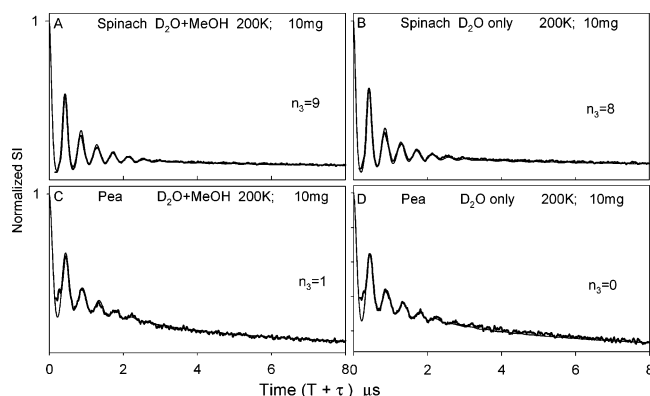 1
A Spinach D₂O+MeOH 200K; 10mg
n₃=9
B Spinach D₂O only 200K; 10mg
n₃=8
Normalized SI
1
C Pea D₂O+MeOH 200K; 10mg
n₃=1
D Pea D₂O only 200K; 10mg
n₃=0
0 2 4 6 80 2 4 6 8
Time (T + τ) μs